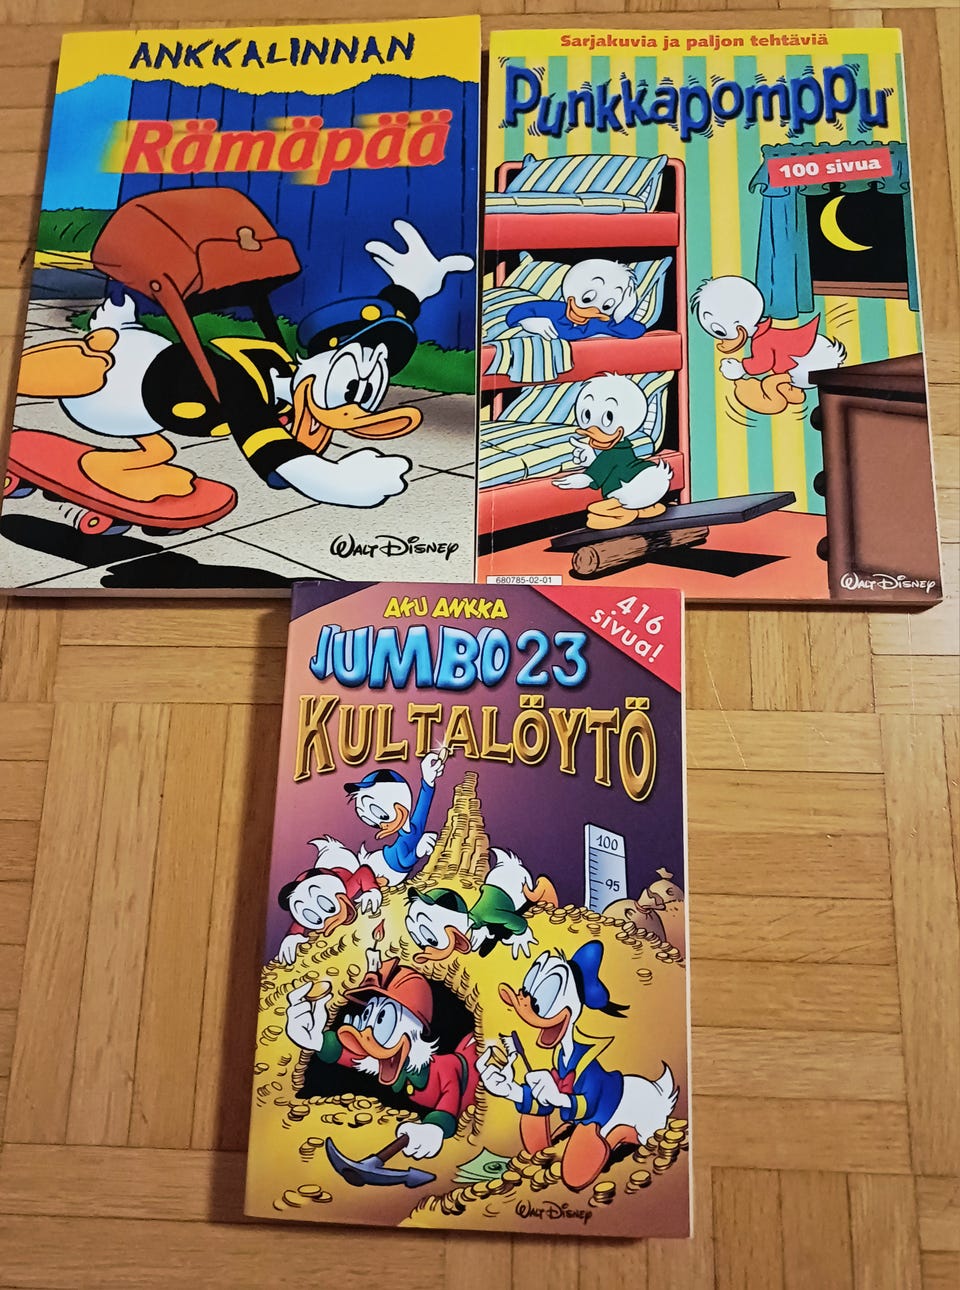 ANKKALINNAN
Rämäpää
WALT DISNEY
Sarjakuvia ja paljon tehtäviä
Punkkapomppu
100 sivua
680785-02-01
WALT DISNEY
AKU ANKKA
416
sivua!
JUMBO 23
KULTALÖYTÖ
100
95
WALT DISNEY